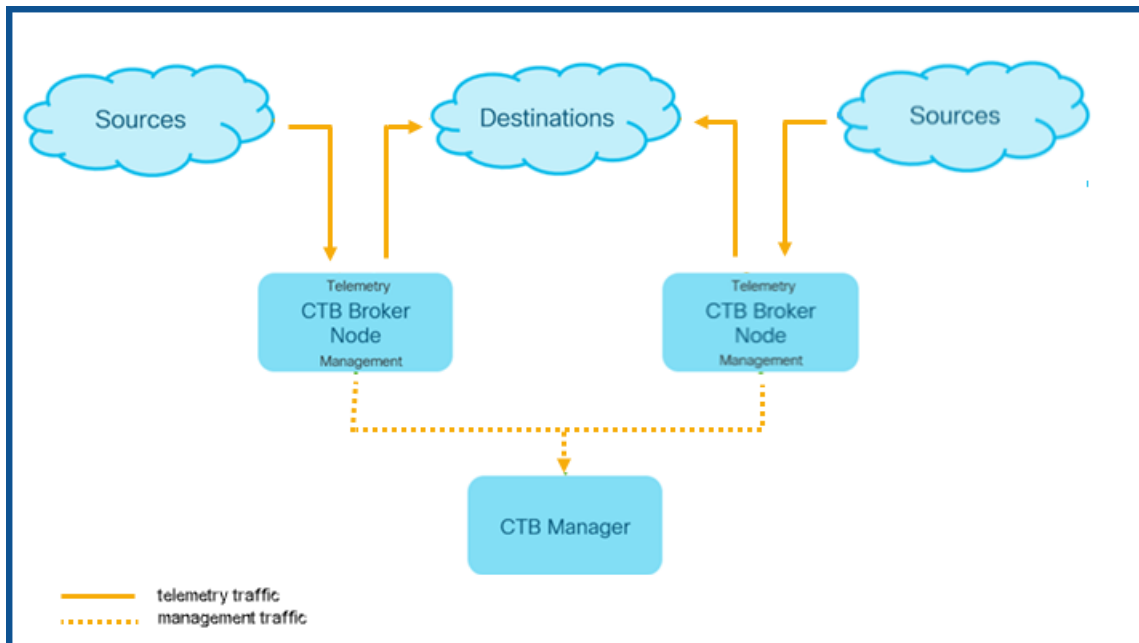 Sources
Destinations
Sources
Telemetry
CTB Broker
Node
Management
Telemetry
CTB Broker
Node
Management
CTB Manager
telemetry traffic
management traffic